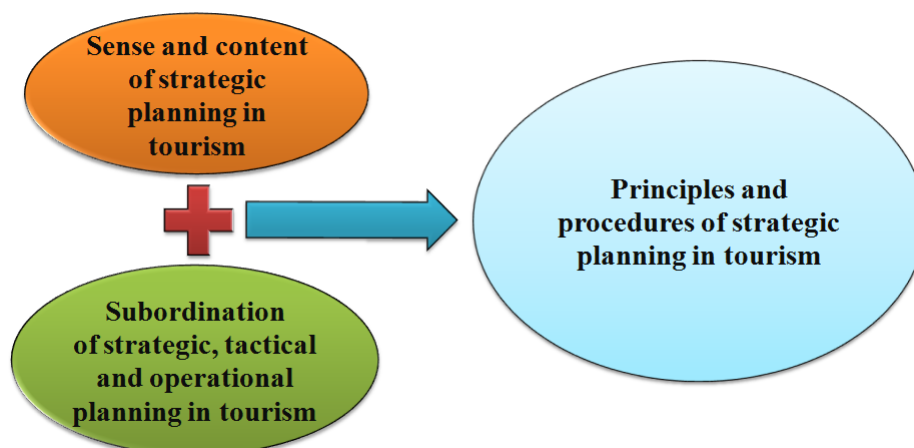 Sense and content
of strategic
planning in
tourism
Subordination
of strategic, tactical
and operational
planning in tourism
Principles and
procedures of strategic
planning in tourism